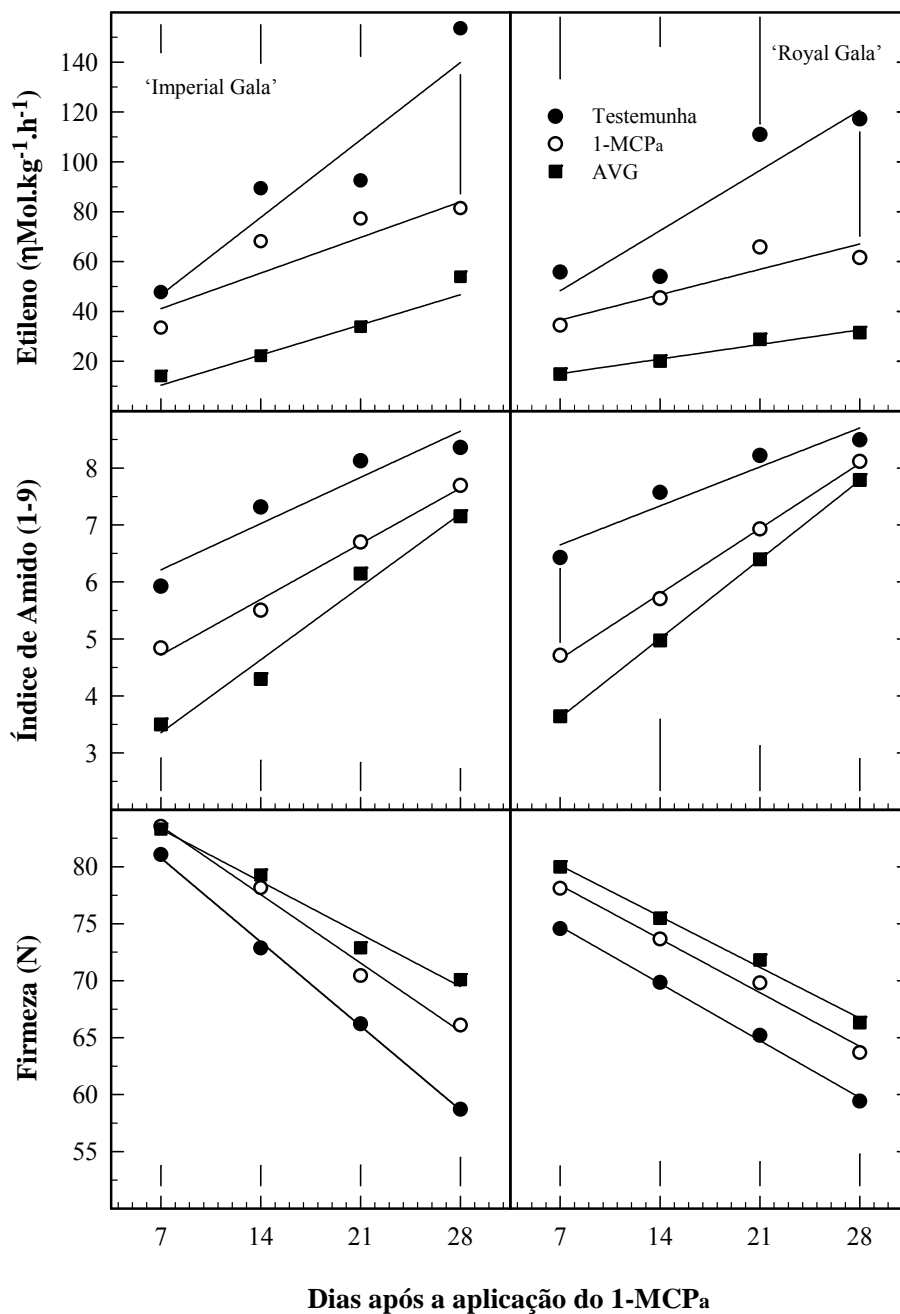 Etileno (ηMol.kg⁻¹.h⁻¹)
140
120
100
80
60
40
20
‘Imperial Gala’
‘Royal Gala’
Testemunha
1-MCPa
AVG
Índice de Amido (1-9)
8
7
6
5
4
3
Firmeza (N)
80
75
70
65
60
55
7 14 21 28 7 14 21 28
Dias após a aplicação do 1-MCPa